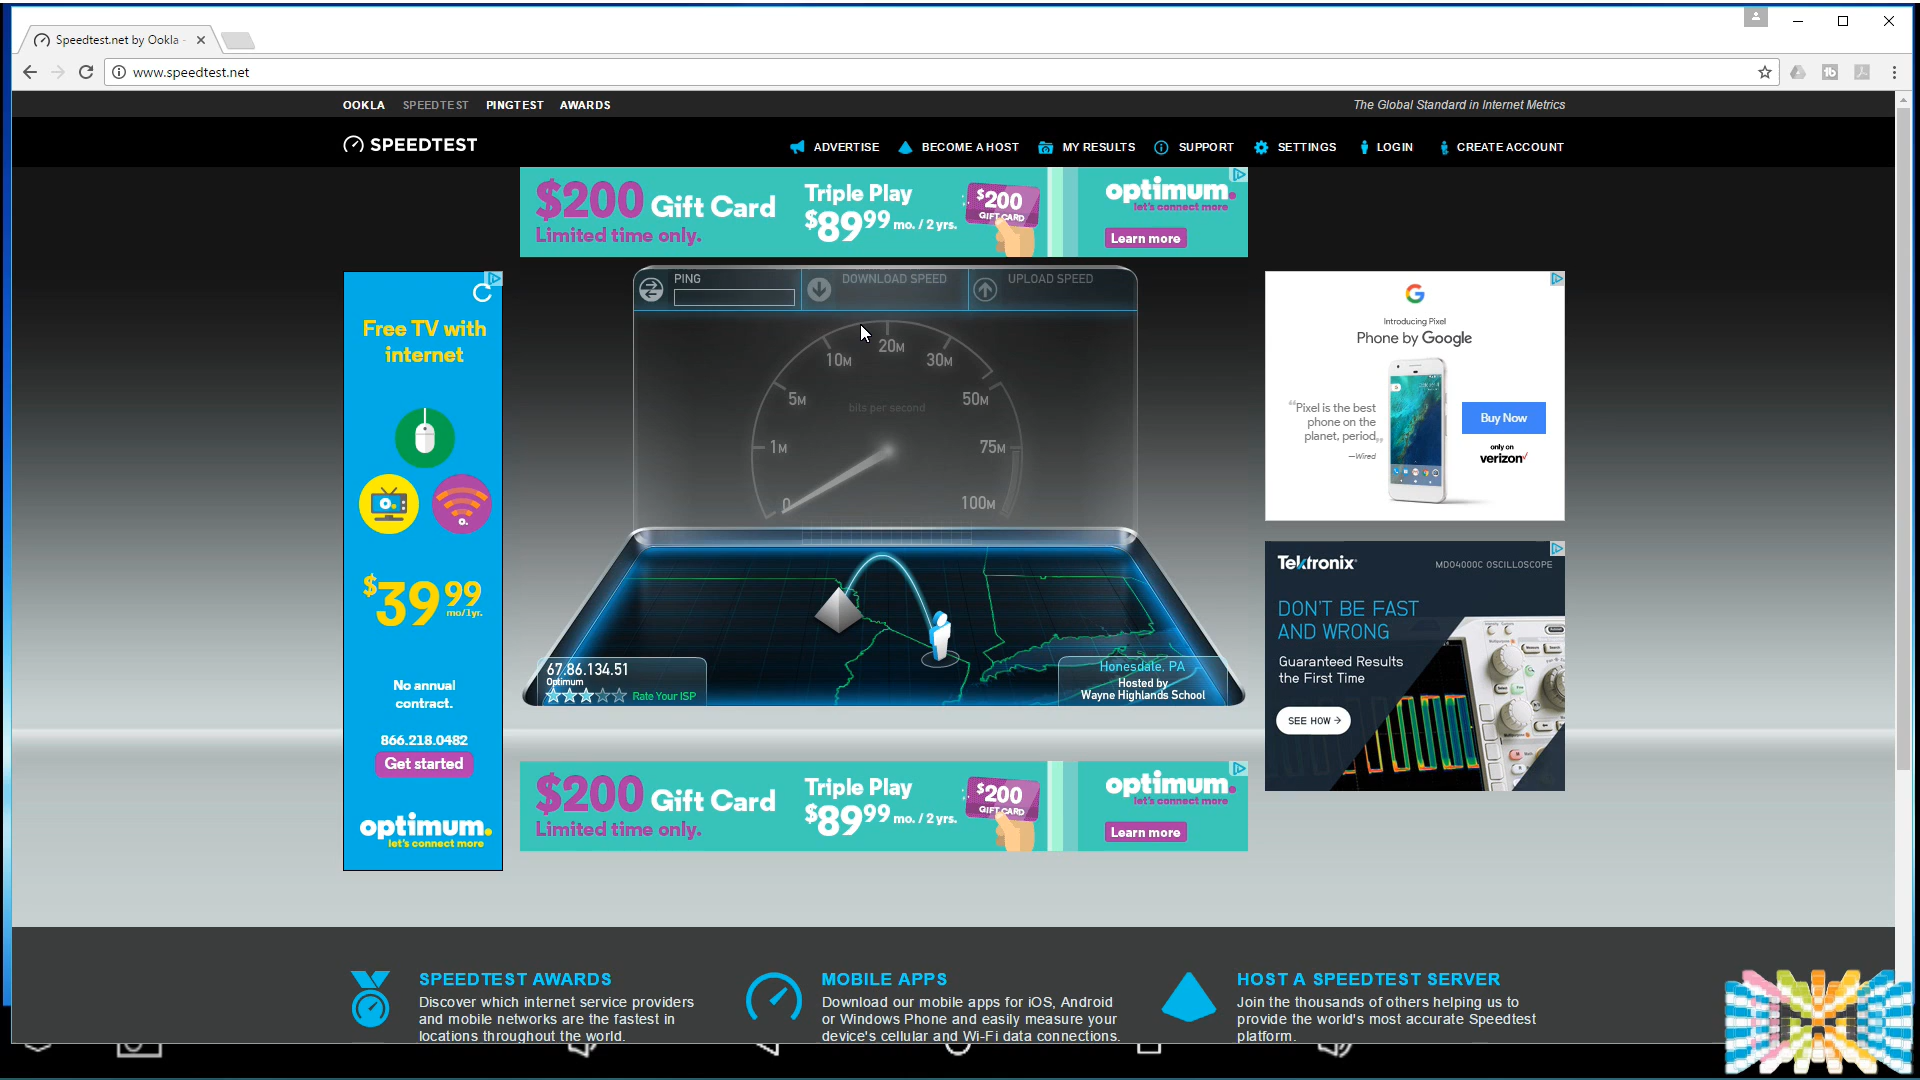 Speedtest.net by Ookla -
www.speedtest.net
OOKLA SPEEDTEST PINGTEST AWARDS
The Global Standard in Internet Metrics
SPEEDTEST
ADVERTISE BECOME A HOST MY RESULTS SUPPORT SETTINGS LOGIN CREATE ACCOUNT
$200 Gift Card
Limited time only.
Triple Play
$89.99 mo. / 2 yrs.
$200
GIFT CARD
optimum.
let's connect more
Learn more
Free TV with
internet
$39 99
mo/1yr.
No annual
contract.
866.218.0482
Get started
optimum.
let's connect more
PING
DOWNLOAD SPEED
UPLOAD SPEED
0
1M
5M
10M
20M
30M
50M
75M
100M
bits per second
67.86.134.51
Optimum
Rate Your ISP
Honesdale, PA
Hosted by
Wayne Highlands School
Introducing Pixel
Phone by Google
"Pixel is the best
phone on the
planet, period."
—Wired
Buy Now
only on
verizon
Tektronix
MDO4000C OSCILLOSCOPE
DON'T BE FAST
AND WRONG
Guaranteed Results
the First Time
SEE HOW →
$200 Gift Card
Limited time only.
Triple Play
$89.99 mo. / 2 yrs.
$200
GIFT CARD
optimum.
let's connect more
Learn more
SPEEDTEST AWARDS
Discover which internet service providers
and mobile networks are the fastest in
locations throughout the world.
MOBILE APPS
Download our mobile apps for iOS, Android
or Windows Phone and easily measure your
device's cellular and Wi-Fi data connections.
HOST A SPEEDTEST SERVER
Join the thousands of others helping us to
provide the world's most accurate Speedtest
platform.